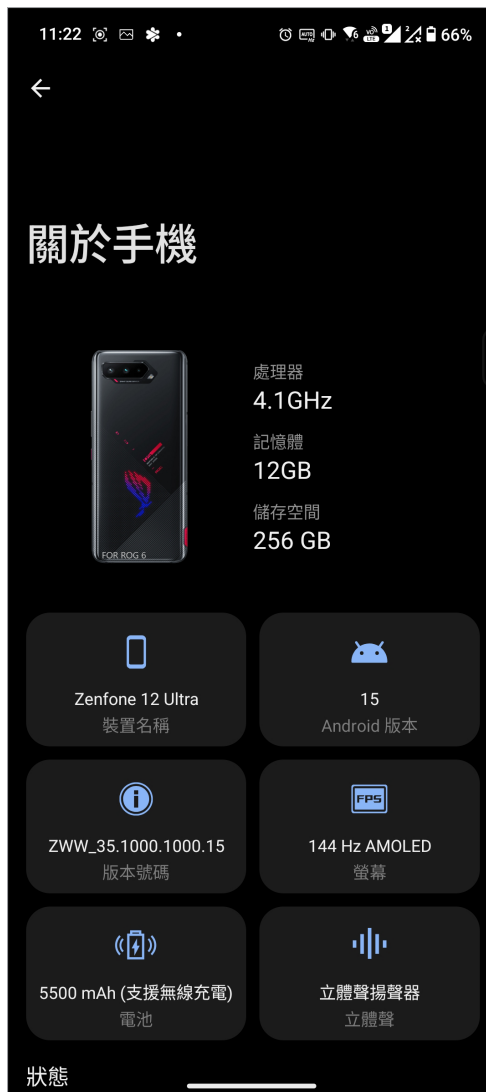 11:22
66%
關於手機
處理器
4.1GHz
記憶體
12GB
儲存空間
256 GB
FOR ROG 6
Zenfone 12 Ultra
裝置名稱
15
Android 版本
ZWW_35.1000.1000.15
版本號碼
FPS
144 Hz AMOLED
螢幕
5500 mAh (支援無線充電)
電池
立體聲揚聲器
立體聲
狀態